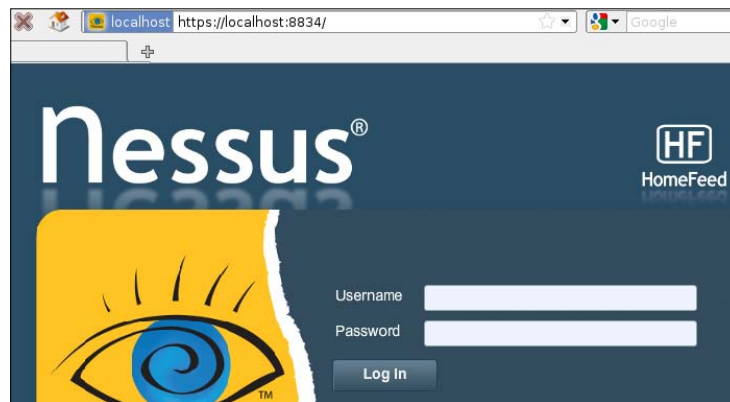 localhost https://localhost:8834/
Google
Nessus®
HF
HomeFeed
Username
Password
Log In
TM